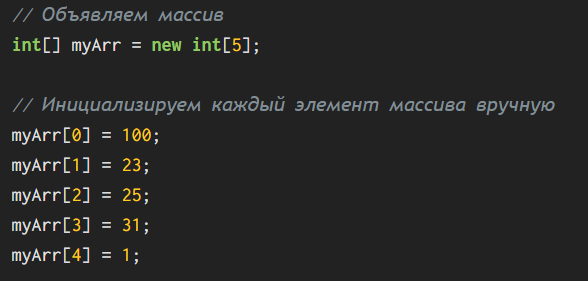 // Объявляем массив
int[] myArr = new int[5];
// Инициализируем каждый элемент массива вручную
myArr[0] = 100;
myArr[1] = 23;
myArr[2] = 25;
myArr[3] = 31;
myArr[4] = 1;